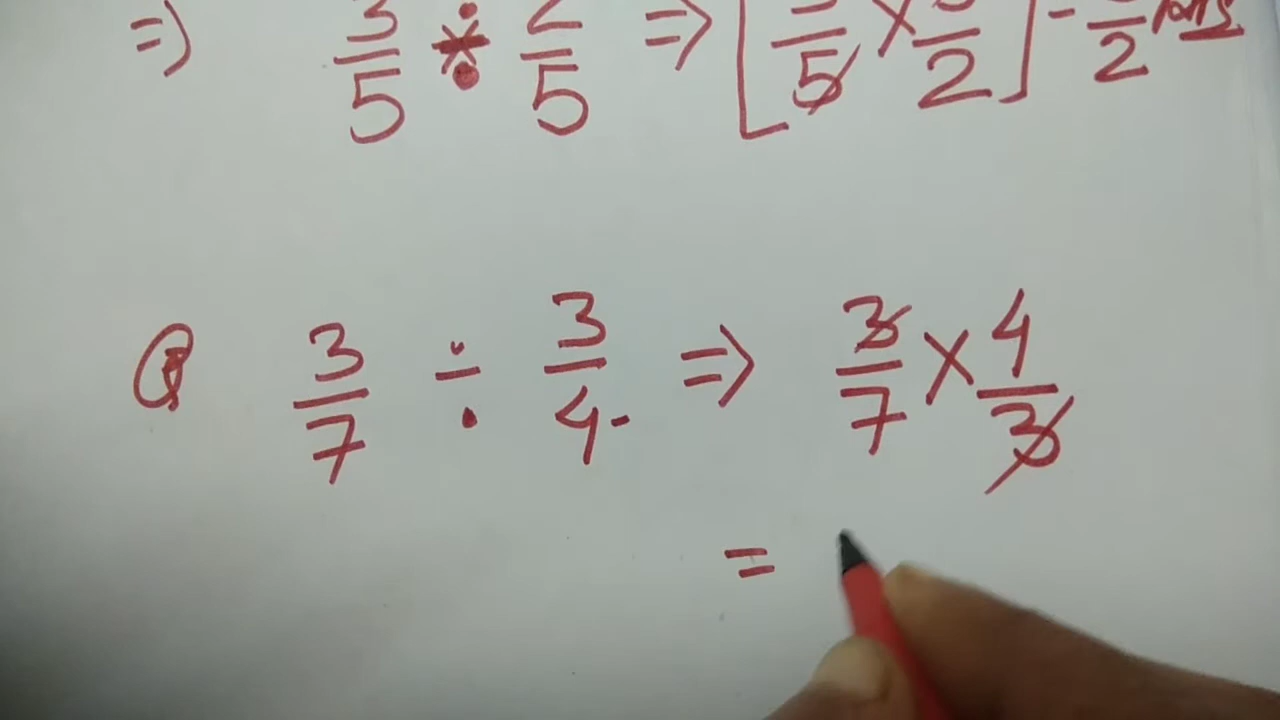 ⇒ 3/5 ÷ 2/5 ⇒ [3/5 × 5/2] = 3/2 Ans
Q 3/7 ÷ 3/4. ⇒ 3/7 × 4/3
=